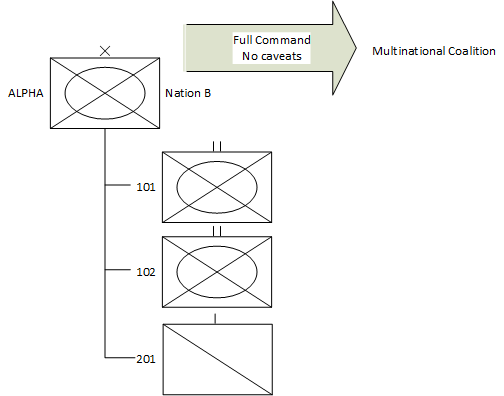 Full Command
No caveats
Multinational Coalition
ALPHA
Nation B
101
102
201